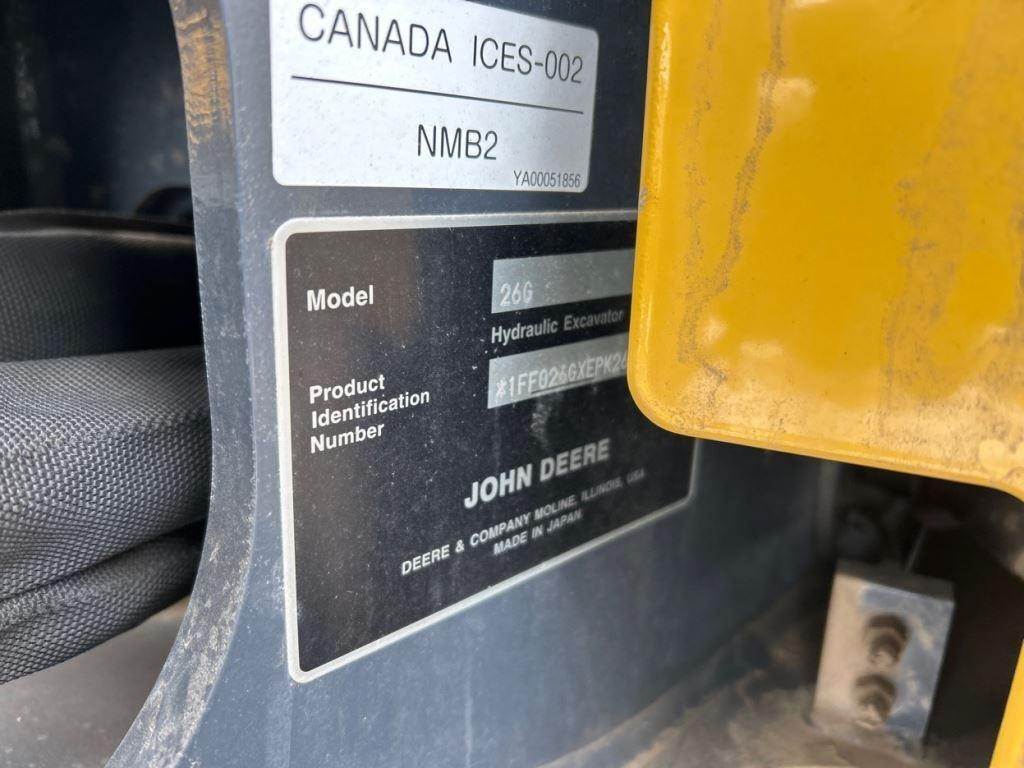 CANADA ICES-002
NMB2
YA00051856
Model
26G
Hydraulic Excavator
Product
Identification
Number
*1FF026GXEPK26
JOHN DEERE
DEERE & COMPANY MOLINE, ILLINOIS, USA
MADE IN JAPAN